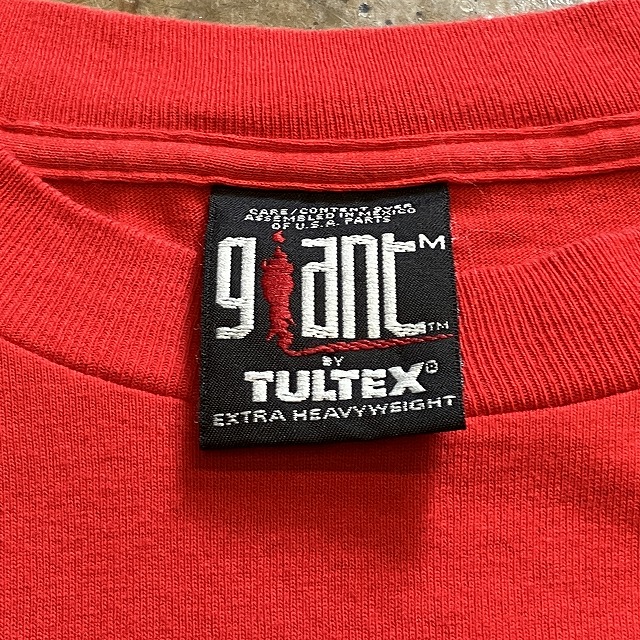 CARE/CONTENT OVER
ASSEMBLED IN MEXICO
OF U.S.A. PARTS
giant M
TM
BY
TULTEX®
EXTRA HEAVYWEIGHT